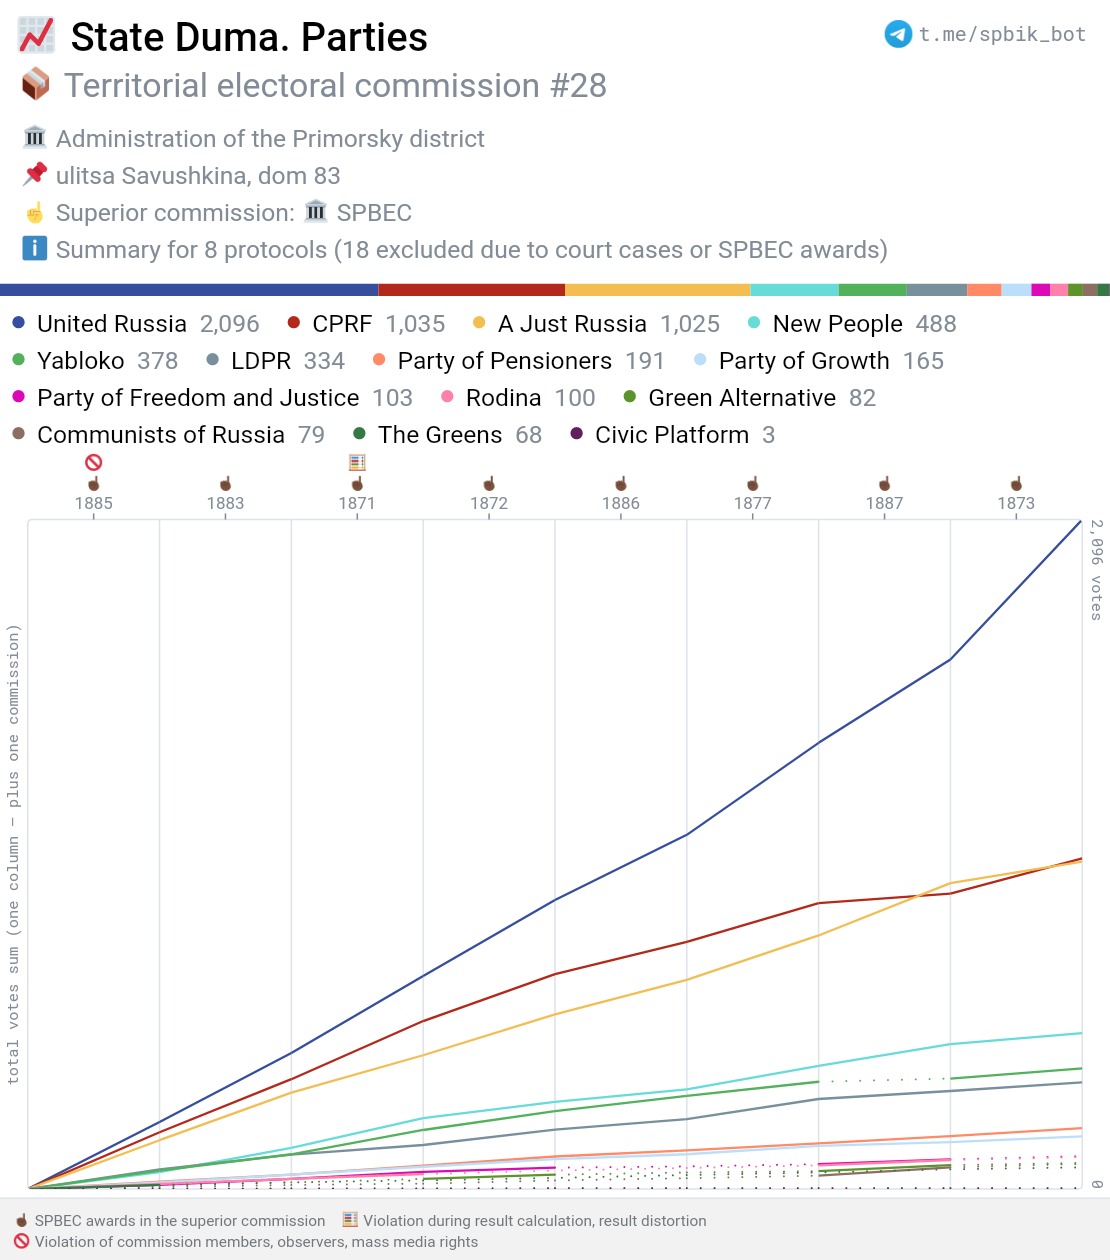 State Duma. Parties
t.me/spbik_bot
Territorial electoral commission #28
Administration of the Primorsky district
ulitsa Savushkina, dom 83
Superior commission: SPBEC
Summary for 8 protocols (18 excluded due to court cases or SPBEC awards)
United Russia 2,096 CPRF 1,035 A Just Russia 1,025 New People 488
Yabloko 378 LDPR 334 Party of Pensioners 191 Party of Growth 165
Party of Freedom and Justice 103 Rodina 100 Green Alternative 82
Communists of Russia 79 The Greens 68 Civic Platform 3
1885 1883 1871 1872 1886 1877 1887 1873
2,096 votes
total votes sum (one column — plus one commission)
0
SPBEC awards in the superior commission Violation during result calculation, result distortion
Violation of commission members, observers, mass media rights